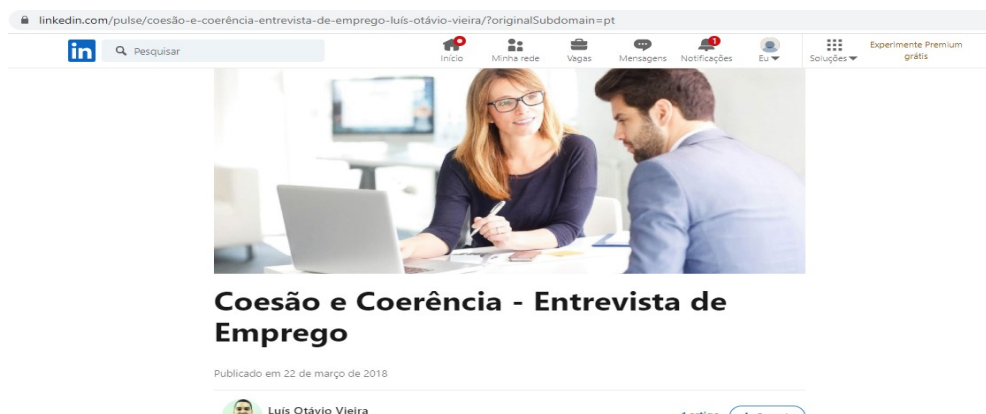 linkedin.com/pulse/coesão-e-coerência-entrevista-de-emprego-luís-otávio-vieira/?originalSubdomain=pt
in Pesquisar Início Minha rede Vagas Mensagens 1 Notificações Eu Soluções Experimente Premium grátis
Coesão e Coerência - Entrevista de
Emprego
Publicado em 22 de março de 2018
Luís Otávio Vieira